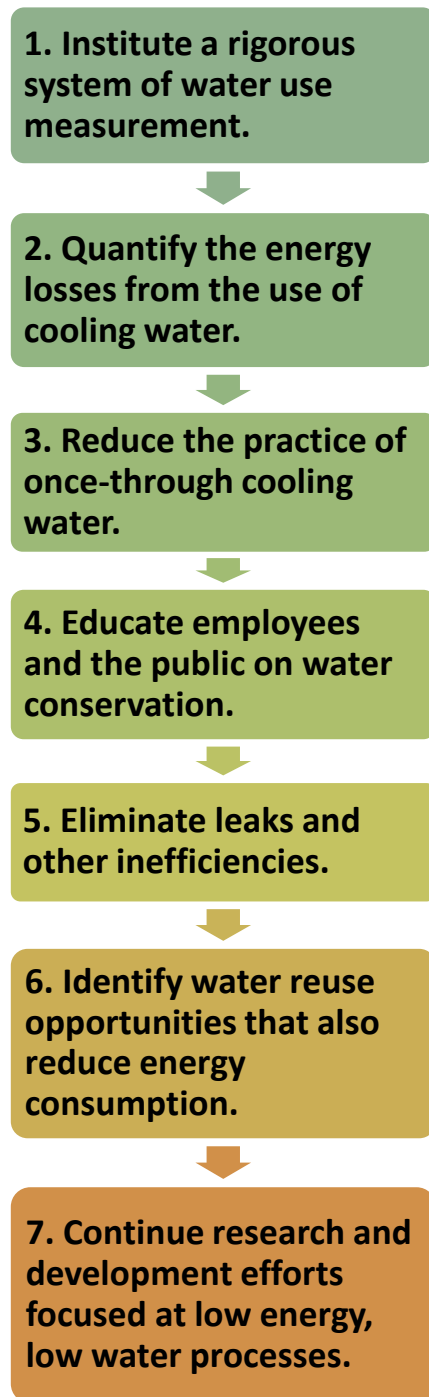 1. Institute a rigorous
system of water use
measurement.
2. Quantify the energy
losses from the use of
cooling water.
3. Reduce the practice of
once-through cooling
water.
4. Educate employees
and the public on water
conservation.
5. Eliminate leaks and
other inefficiencies.
6. Identify water reuse
opportunities that also
reduce energy
consumption.
7. Continue research and
development efforts
focused at low energy,
low water processes.